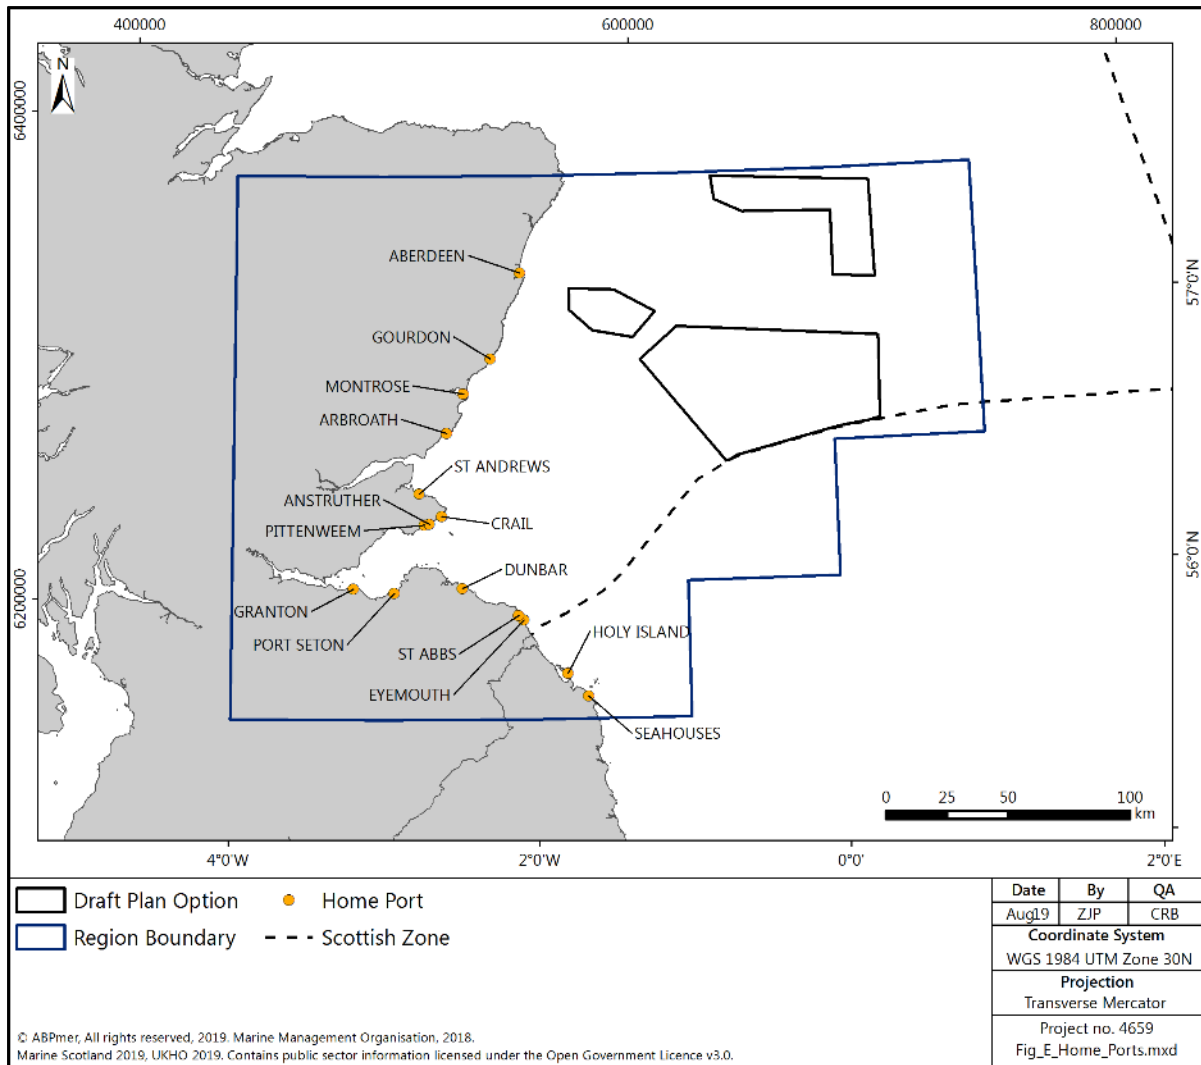 400000 600000 800000
N
6400000
57°0'N
ABERDEEN
GOURDON
MONTROSE
ARBROATH
ST ANDREWS
ANSTRUTHER
CRAIL
PITTENWEEM
56°0'N
DUNBAR
6200000
GRANTON
HOLY ISLAND
PORT SETON
ST ABBS
EYEMOUTH
SEAHOUSES
0 25 50 100
km
4°0'W 2°0'W 0°0' 2°0'E
Draft Plan Option Home Port
Region Boundary Scottish Zone
Date By QA
Aug19 ZJP CRB
Coordinate System
WGS 1984 UTM Zone 30N
Projection
Transverse Mercator
Project no. 4659
Fig_E_Home_Ports.mxd
© ABPmer, All rights reserved, 2019. Marine Management Organisation, 2018.
Marine Scotland 2019, UKHO 2019. Contains public sector information licensed under the Open Government Licence v3.0.